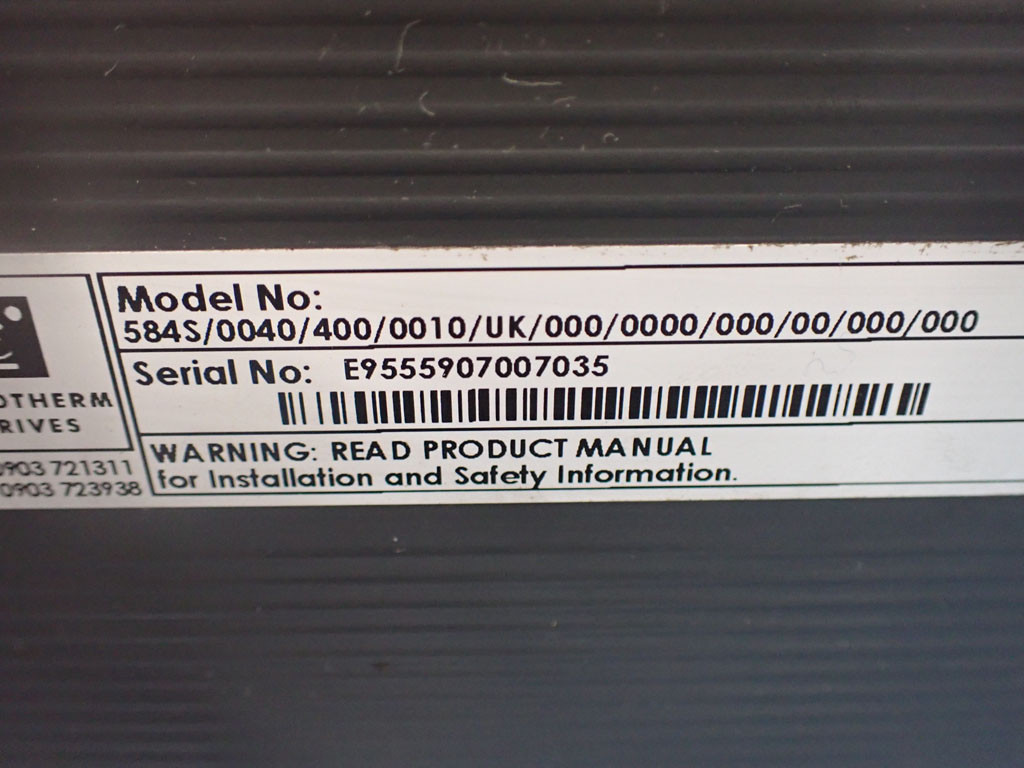 Model No:
584S/0040/400/0010/UK/000/0000/000/00/000/000
Serial No: E9555907007035
OTHERM
RIVES
WARNING: READ PRODUCT MANUAL
for Installation and Safety Information.
0903 721311
0903 723938